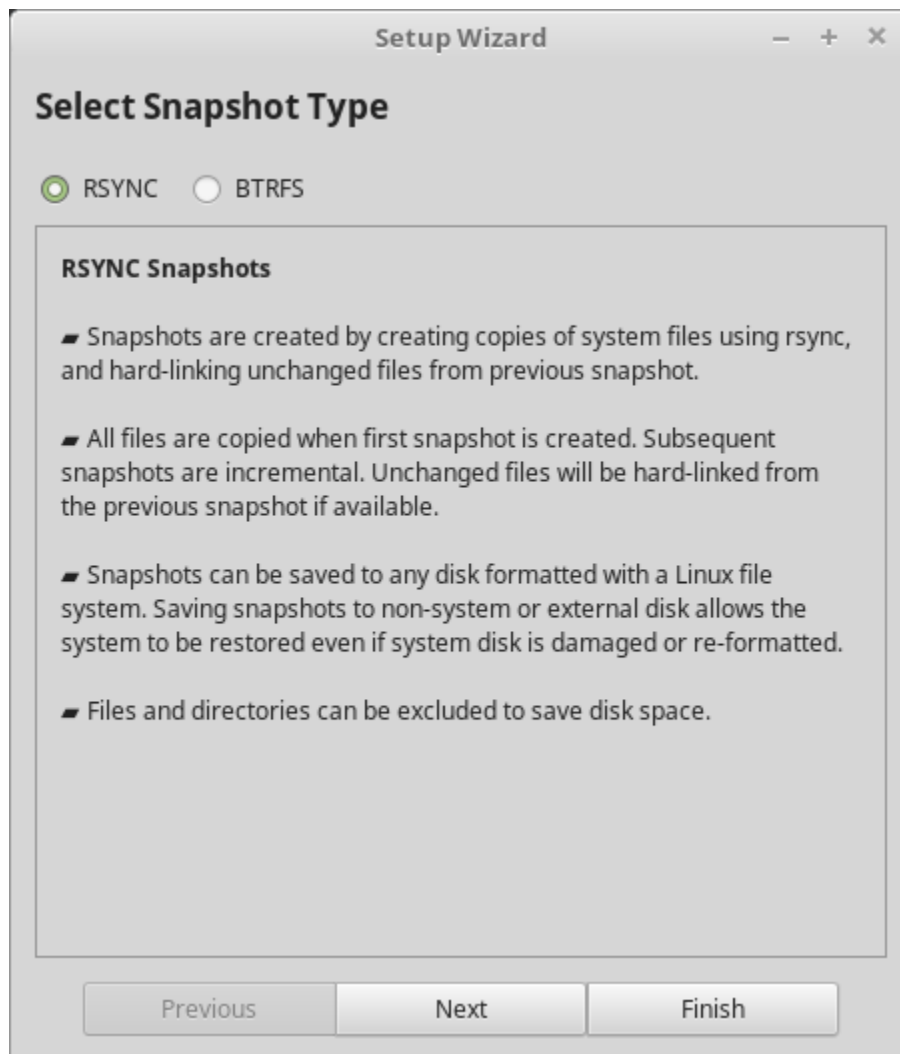 Setup Wizard
Select Snapshot Type
RSYNC BTRFS
RSYNC Snapshots
▰ Snapshots are created by creating copies of system files using rsync,
and hard-linking unchanged files from previous snapshot.
▰ All files are copied when first snapshot is created. Subsequent
snapshots are incremental. Unchanged files will be hard-linked from
the previous snapshot if available.
▰ Snapshots can be saved to any disk formatted with a Linux file
system. Saving snapshots to non-system or external disk allows the
system to be restored even if system disk is damaged or re-formatted.
▰ Files and directories can be excluded to save disk space.
Previous Next Finish